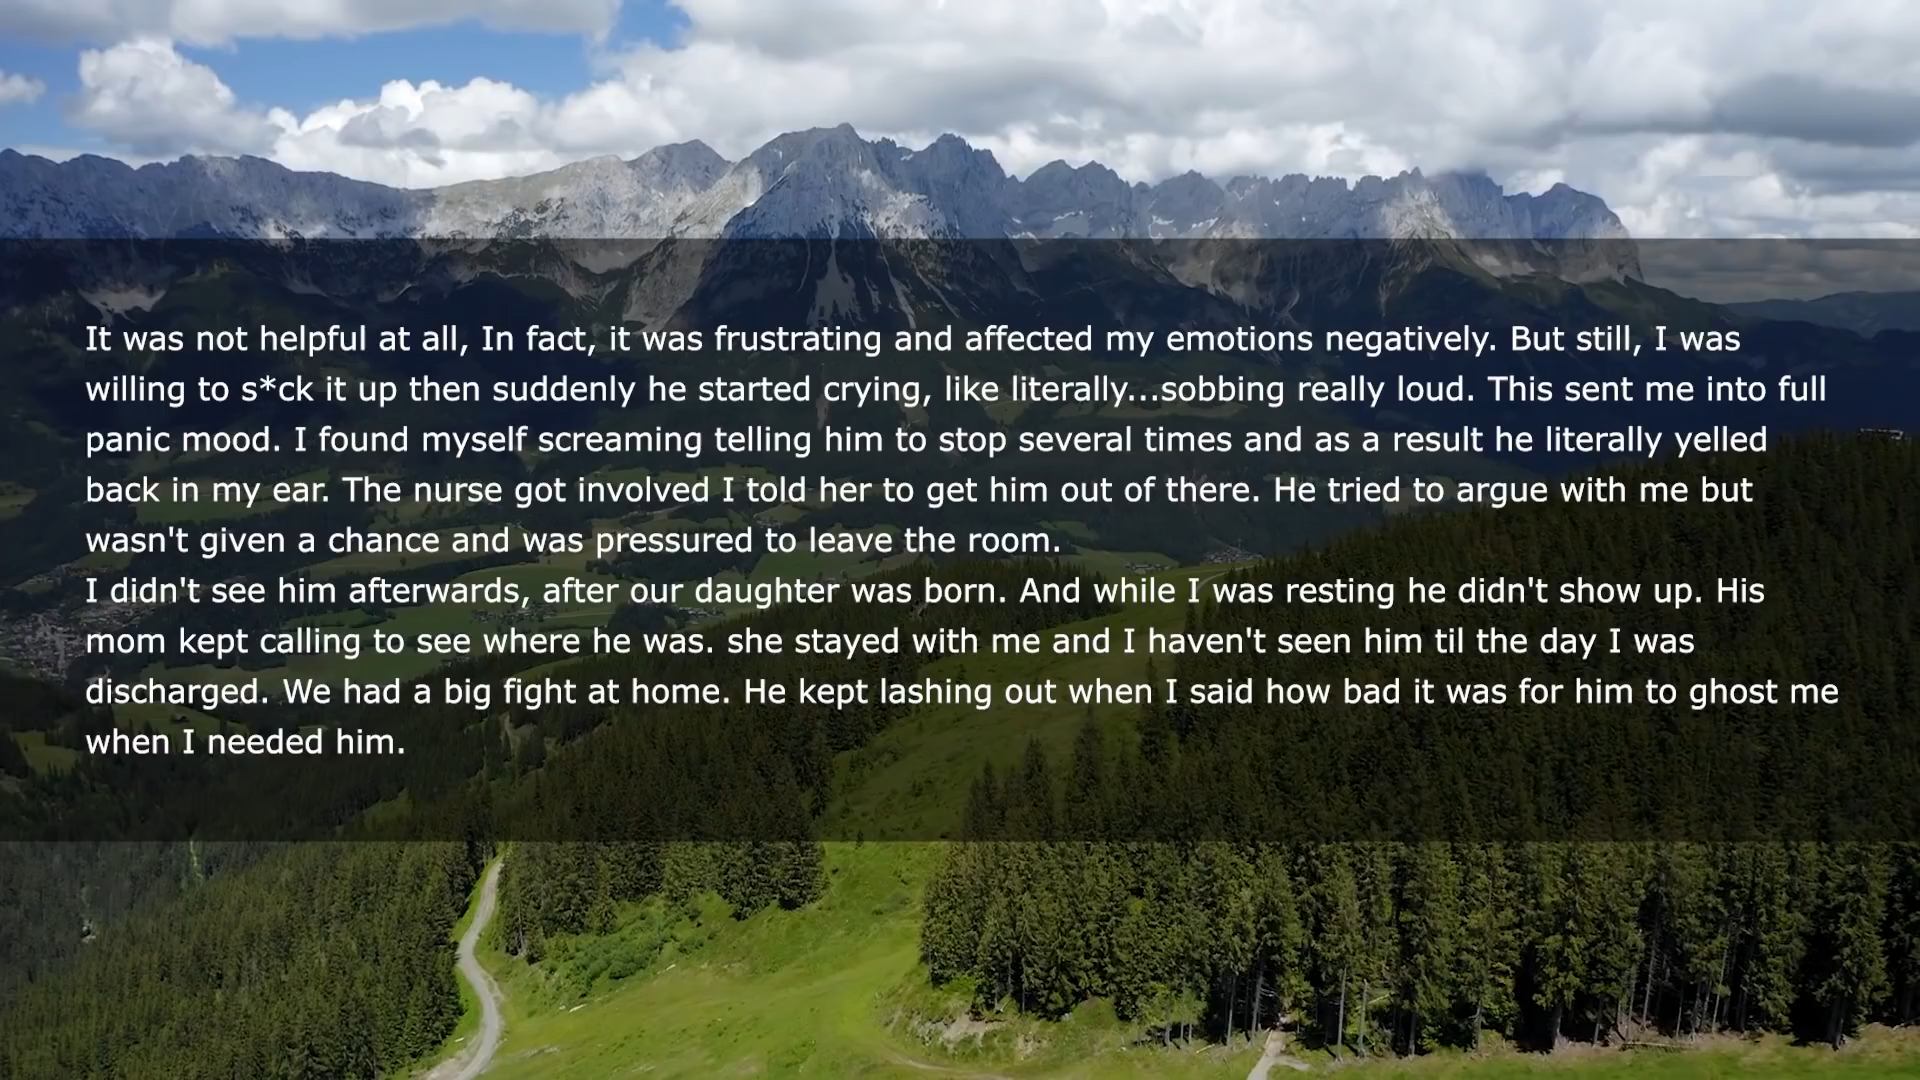 It was not helpful at all, In fact, it was frustrating and affected my emotions negatively. But still, I was
willing to s*ck it up then suddenly he started crying, like literally...sobbing really loud. This sent me into full
panic mood. I found myself screaming telling him to stop several times and as a result he literally yelled
back in my ear. The nurse got involved I told her to get him out of there. He tried to argue with me but
wasn't given a chance and was pressured to leave the room.
I didn't see him afterwards, after our daughter was born. And while I was resting he didn't show up. His
mom kept calling to see where he was. she stayed with me and I haven't seen him til the day I was
discharged. We had a big fight at home. He kept lashing out when I said how bad it was for him to ghost me
when I needed him.